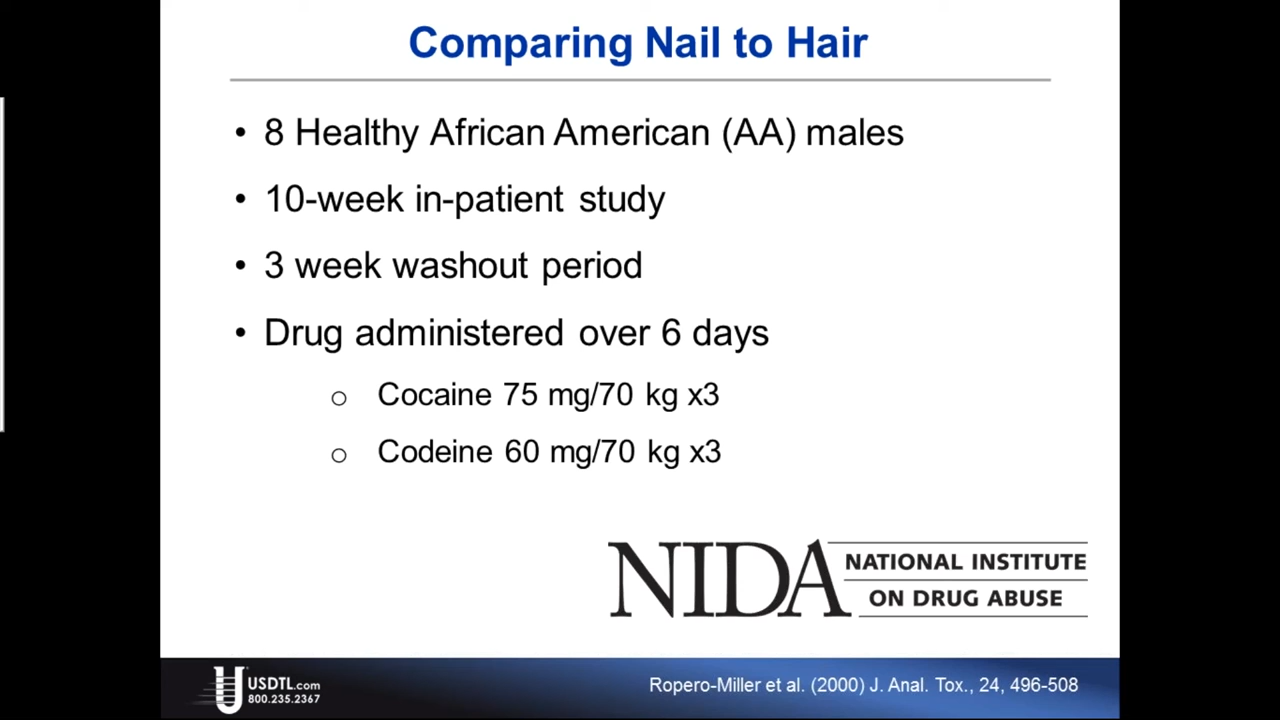 Comparing Nail to Hair
• 8 Healthy African American (AA) males
• 10-week in-patient study
• 3 week washout period
• Drug administered over 6 days
o Cocaine 75 mg/70 kg x3
o Codeine 60 mg/70 kg x3
NIDA
NATIONAL INSTITUTE
ON DRUG ABUSE
USDTL.com
800.235.2367
Ropero-Miller et al. (2000) J. Anal. Tox., 24, 496-508